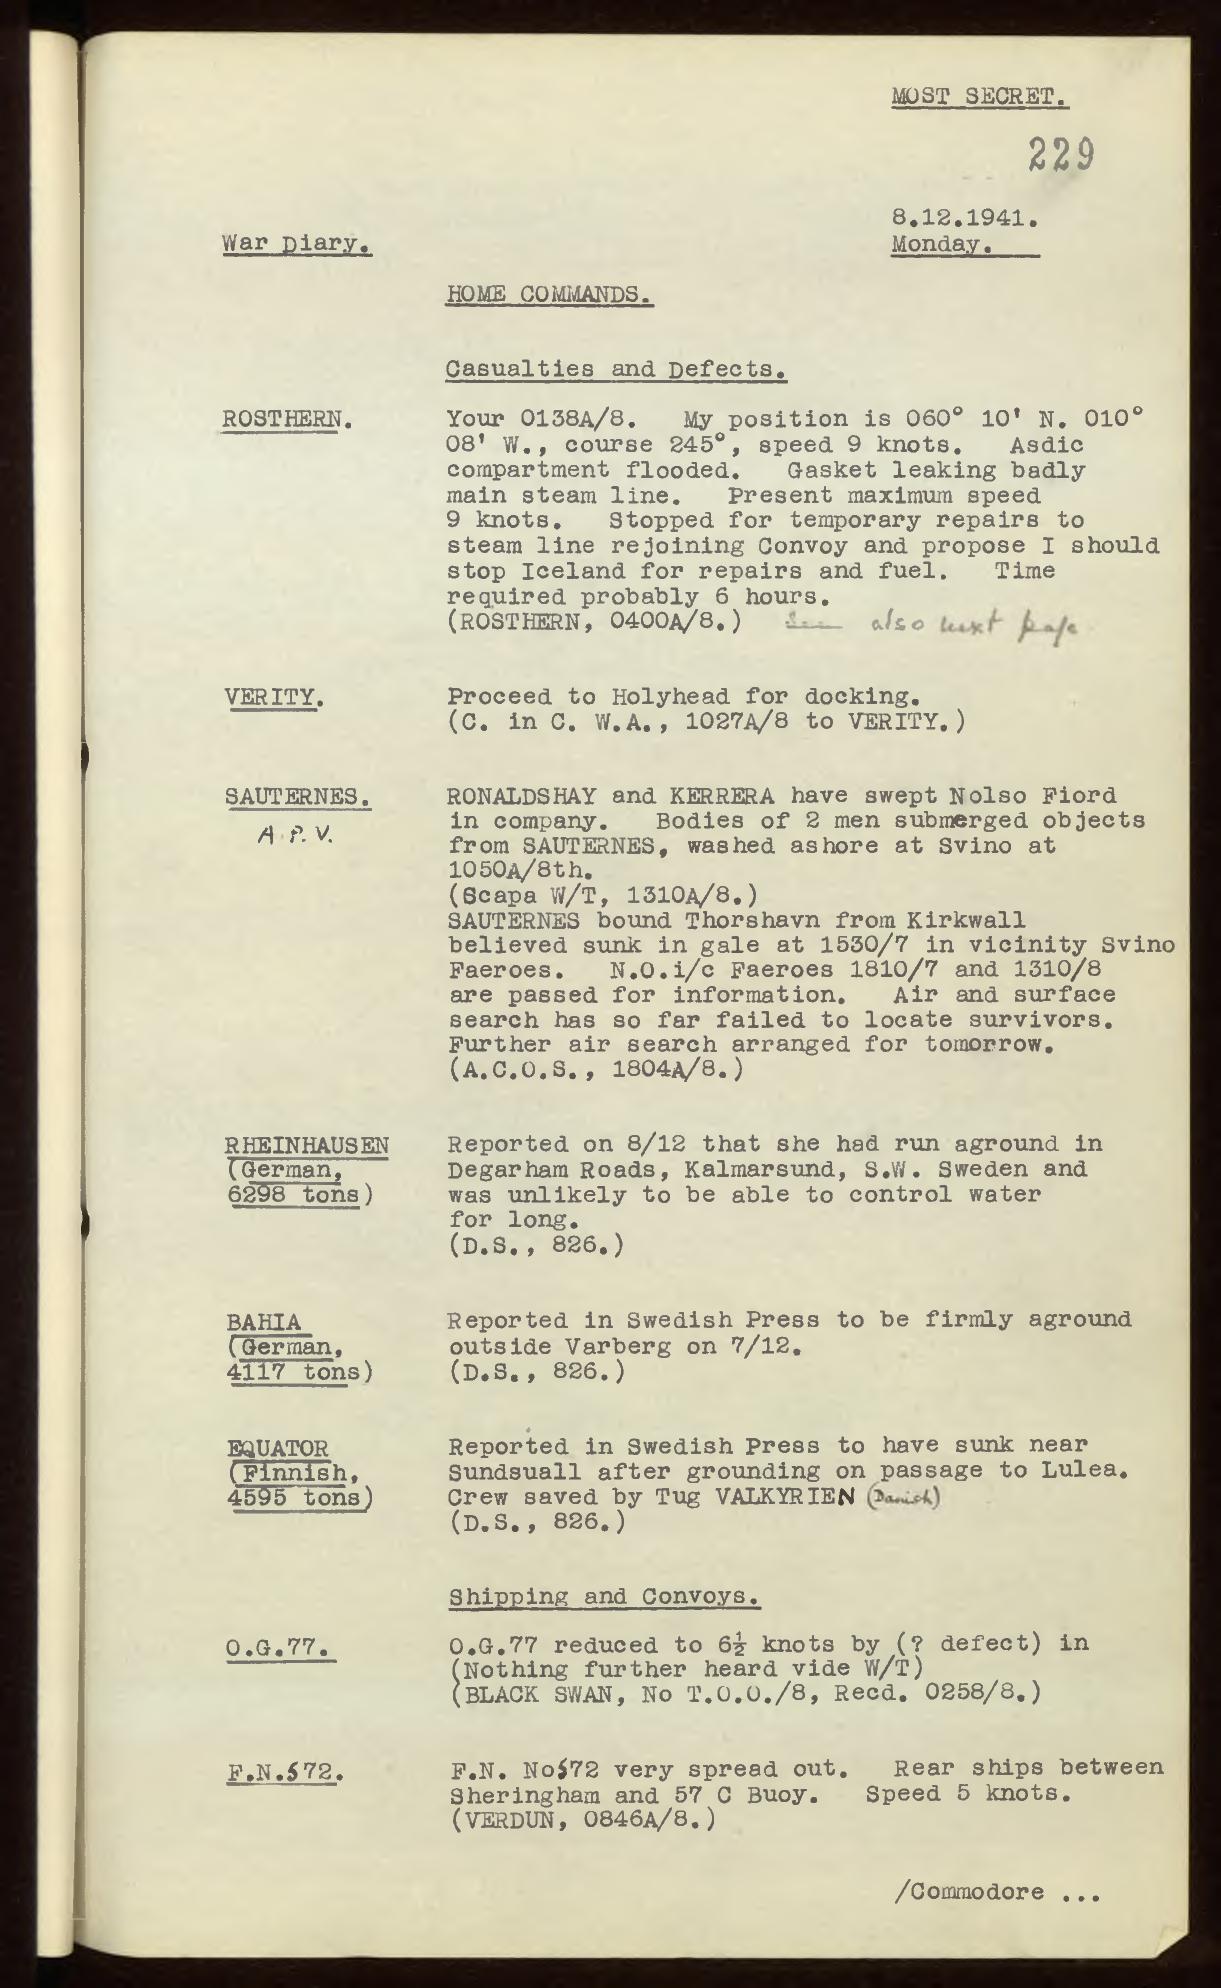 MOST SECRET.
229
8.12.1941.
War Diary.
Monday.
HOME COMMANDS.
Casualties and Defects.
ROSTHERN.
Your 0138A/8. My position is 060° 10' N. 010°
08' W., course 245°, speed 9 knots. Asdic
compartment flooded. Gasket leaking badly
main steam line. Present maximum speed
9 knots. Stopped for temporary repairs to
steam line rejoining Convoy and propose I should
stop Iceland for repairs and fuel. Time
required probably 6 hours.
(ROSTHERN, 0400A/8.) See also next page
VERITY.
Proceed to Holyhead for docking.
(C. in C. W.A., 1027A/8 to VERITY.)
SAUTERNES.
A.P.V.
RONALDSHAY and KERRERA have swept Nolso Fiord
in company. Bodies of 2 men submerged objects
from SAUTERNES, washed ashore at Svino at
1050A/8th.
(Scapa W/T, 1310A/8.)
SAUTERNES bound Thorshavn from Kirkwall
believed sunk in gale at 1530/7 in vicinity Svino
Faeroes. N.O.i/c Faeroes 1810/7 and 1310/8
are passed for information. Air and surface
search has so far failed to locate survivors.
Further air search arranged for tomorrow.
(A.C.O.S., 1804A/8.)
RHEINHAUSEN
(German,
6298 tons)
Reported on 8/12 that she had run aground in
Degarham Roads, Kalmarsund, S.W. Sweden and
was unlikely to be able to control water
for long.
(D.S., 826.)
BAHIA
(German,
4117 tons)
Reported in Swedish Press to be firmly aground
outside Varberg on 7/12.
(D.S., 826.)
EQUATOR
(Finnish,
4595 tons)
Reported in Swedish Press to have sunk near
Sundsuall after grounding on passage to Lulea.
Crew saved by Tug VALKYRIEN (Danish)
(D.S., 826.)
Shipping and Convoys.
O.G.77.
O.G.77 reduced to 6½ knots by (? defect) in
(Nothing further heard vide W/T)
(BLACK SWAN, No T.O.O./8, Recd. 0258/8.)
F.N.572.
F.N. No572 very spread out. Rear ships between
Sheringham and 57 C Buoy. Speed 5 knots.
(VERDUN, 0846A/8.)
/Commodore ...